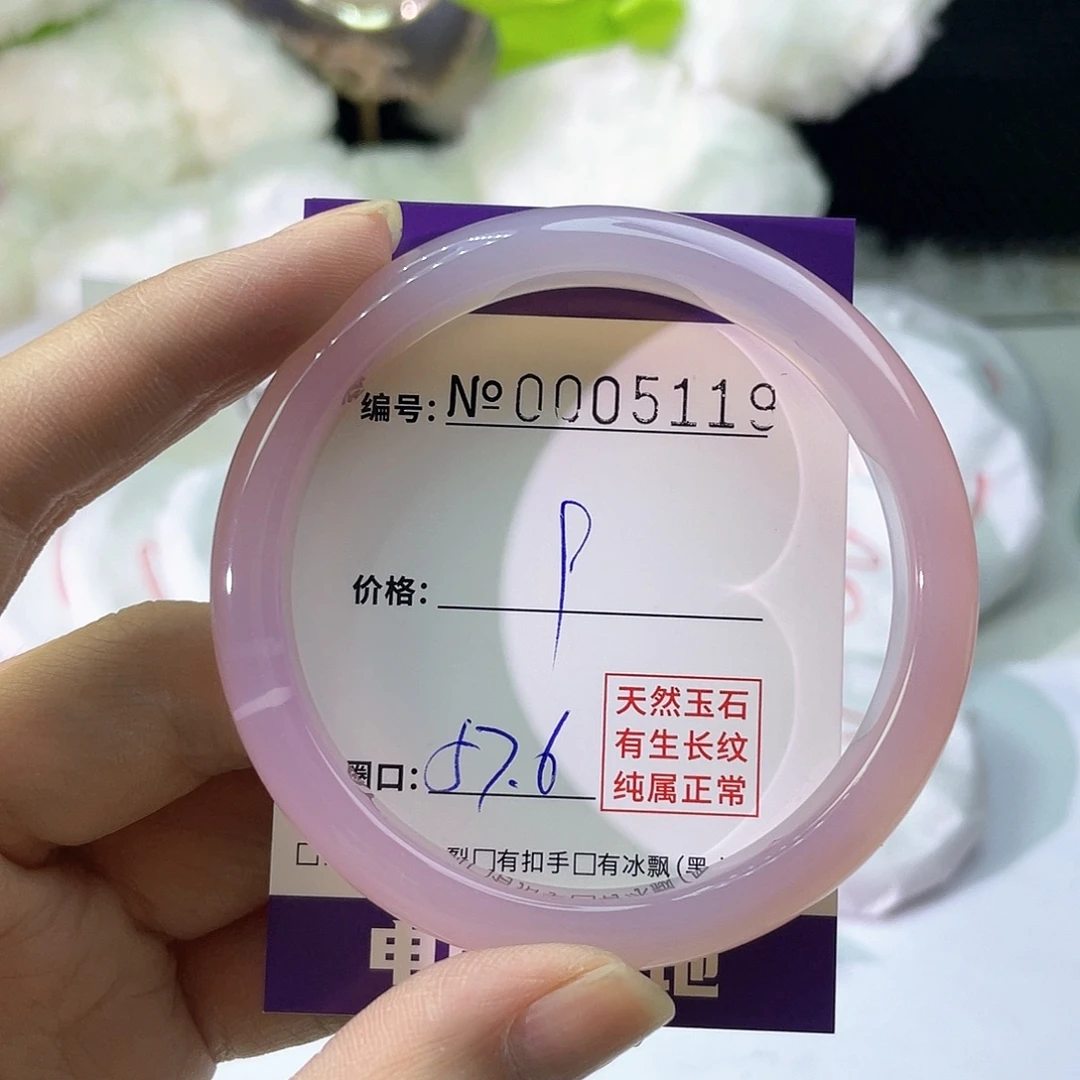 编号: №0005119
价格: P
圈口: 57.6
天然玉石
有生长纹
纯属正常
□有扣手□有冰飘(黑